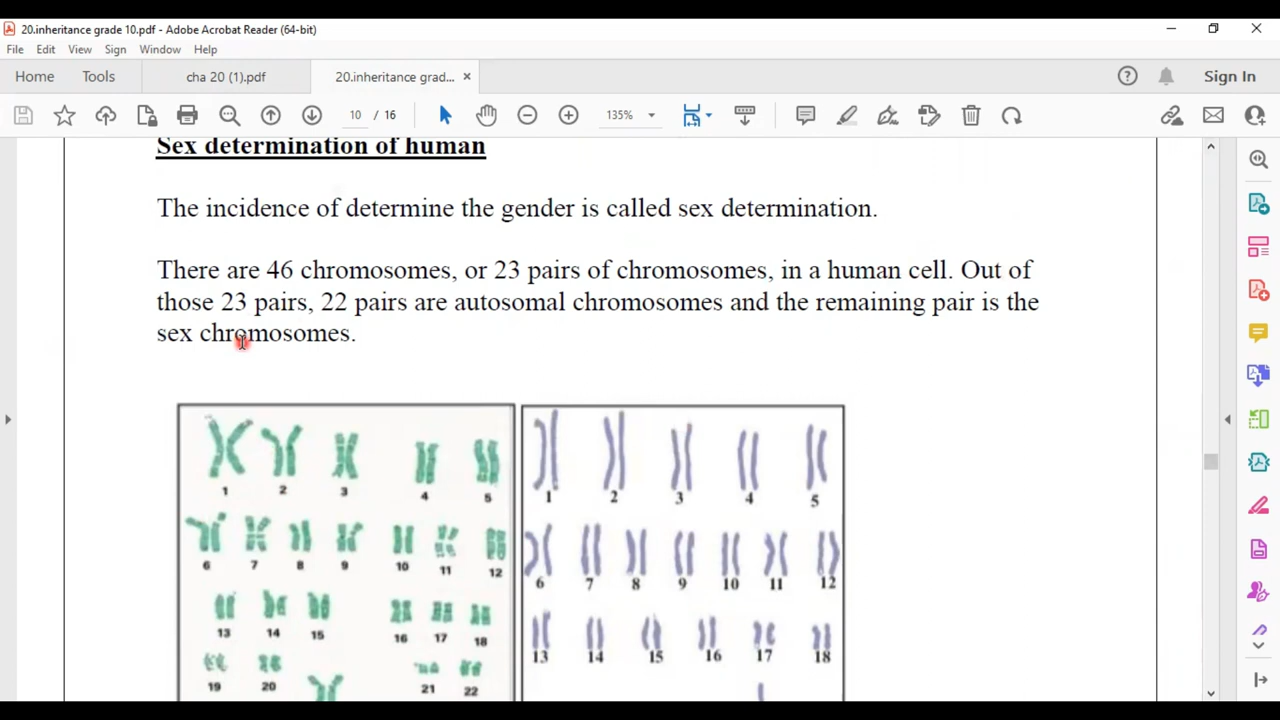 20.inheritance grade 10.pdf - Adobe Acrobat Reader (64-bit)
File Edit View Sign Window Help
Home Tools cha 20 (1).pdf 20.inheritance grad... × Sign In
10 / 16 135%
Sex determination of human
The incidence of determine the gender is called sex determination.
There are 46 chromosomes, or 23 pairs of chromosomes, in a human cell. Out of
those 23 pairs, 22 pairs are autosomal chromosomes and the remaining pair is the
sex chromosomes.
1 2 3 4 5
6 7 8 9 10 11 12
13 14 15 16 17 18
19 20 21 22
1 2 3 4 5
6 7 8 9 10 11 12
13 14 15 16 17 18